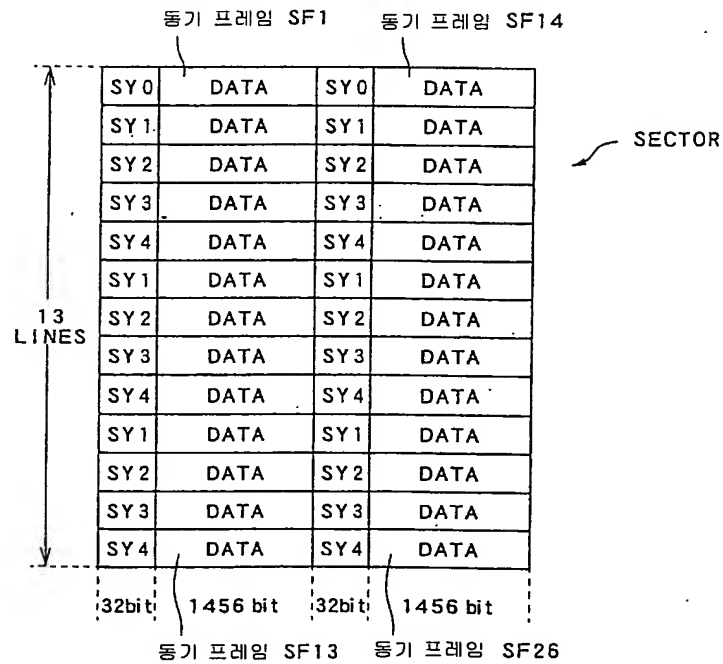 동기 프레임 SF1 동기 프레임 SF14
SY0 DATA SY0 DATA
SY1 DATA SY1 DATA
SECTOR
SY2 DATA SY2 DATA
SY3 DATA SY3 DATA
SY4 DATA SY4 DATA
SY1 DATA SY1 DATA
13
LINES
SY2 DATA SY2 DATA
SY3 DATA SY3 DATA
SY4 DATA SY4 DATA
SY1 DATA SY1 DATA
SY2 DATA SY2 DATA
SY3 DATA SY3 DATA
SY4 DATA SY4 DATA
32bit 1456 bit 32bit 1456 bit
동기 프레임 SF13 동기 프레임 SF26